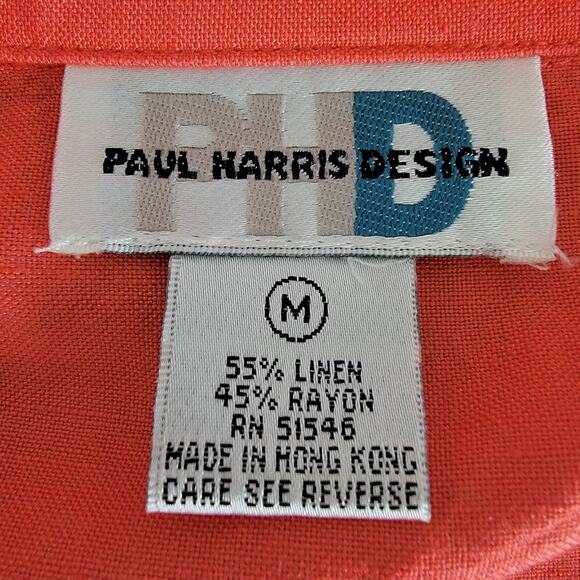 PHD
PAUL HARRIS DESIGN
M
55% LINEN
45% RAYON
RN 51546
MADE IN HONG KONG
CARE SEE REVERSE